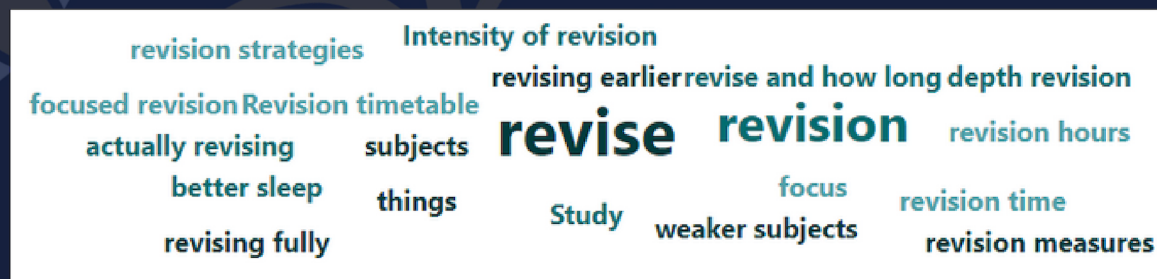 Intensity of revision
revision strategies
revising earlier revise and how long depth revision
focused revision Revision timetable
revise revision revision hours
actually revising subjects
better sleep focus
things revision time
Study weaker subjects
revising fully revision measures